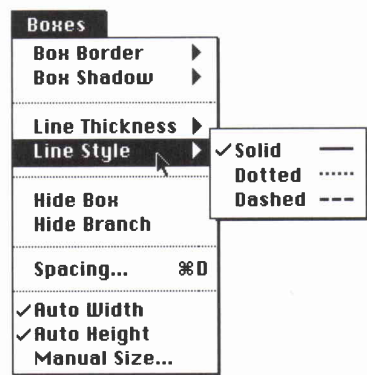 Boxes
Box Border
Box Shadow
Line Thickness
Line Style
✓Solid
Dotted
Dashed
Hide Box
Hide Branch
Spacing... ⌘D
✓Auto Width
✓Auto Height
Manual Size...